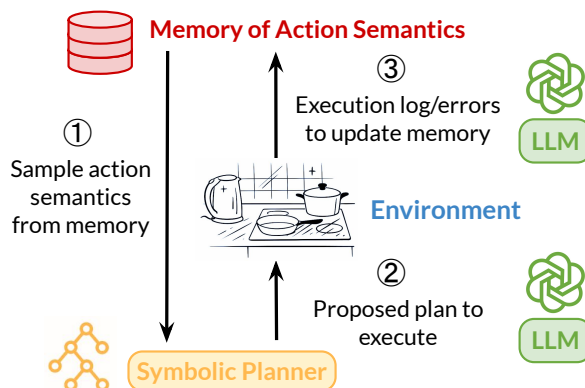 Memory of Action Semantics
①
Sample action
semantics
from memory
③
Execution log/errors
to update memory
LLM
Environment
②
Proposed plan to
execute
LLM
Symbolic Planner